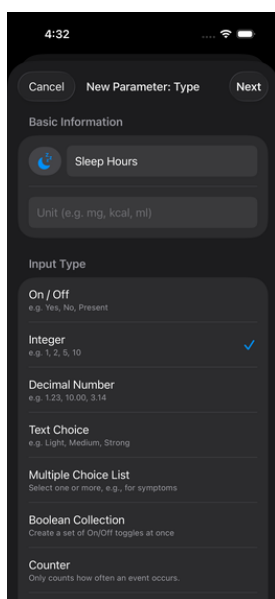 4:32
Cancel
New Parameter: Type
Next
Basic Information
Sleep Hours
Unit (e.g. mg, kcal, ml)
Input Type
On / Off
e.g. Yes, No, Present
Integer
e.g. 1, 2, 5, 10
Decimal Number
e.g. 1.23, 10.00, 3.14
Text Choice
e.g. Light, Medium, Strong
Multiple Choice List
Select one or more, e.g., for symptoms
Boolean Collection
Create a set of On/Off toggles at once
Counter
Only counts how often an event occurs.